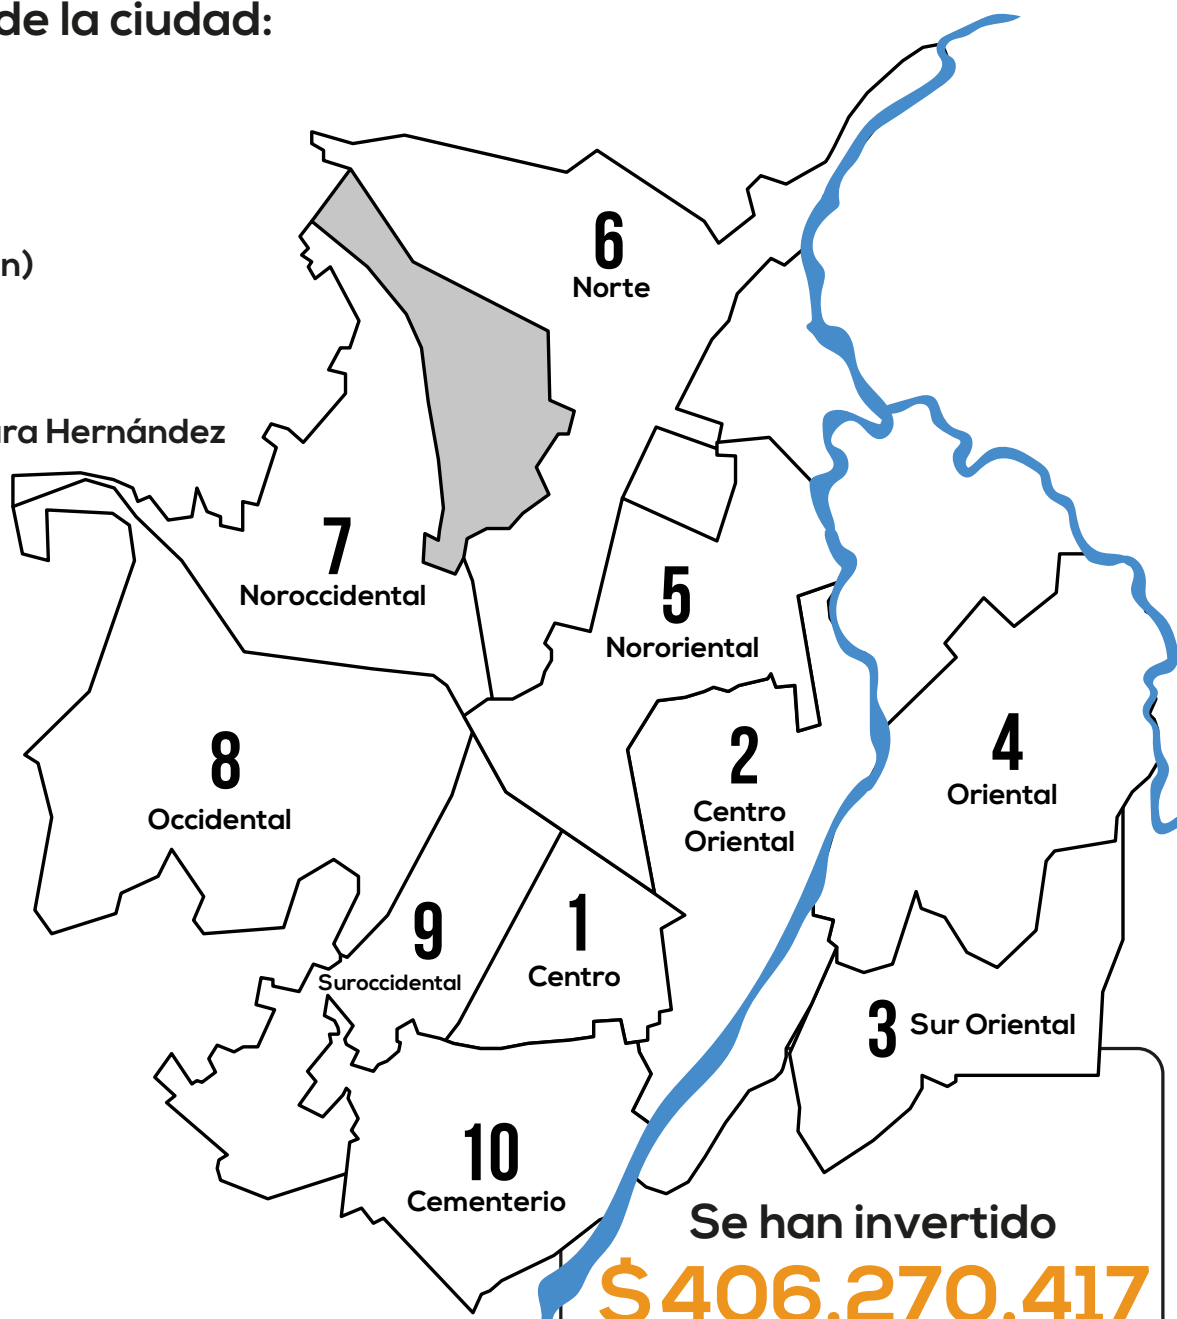 de la ciudad:
6
Norte
n)
ra Hernández
7
Noroccidental
5
Nororiental
8
Occidental
2
Centro
Oriental
4
Oriental
9
Suroccidental
1
Centro
3 Sur Oriental
10
Cementerio
Se han invertido
$406.270.417